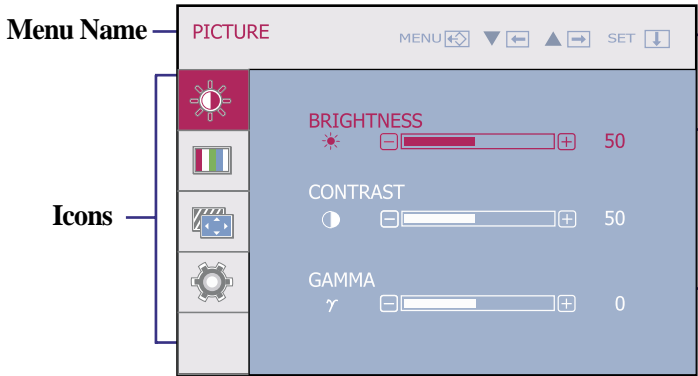 Menu Name
PICTURE MENU SET
BRIGHTNESS
50
CONTRAST
50
Icons
GAMMA
γ 0